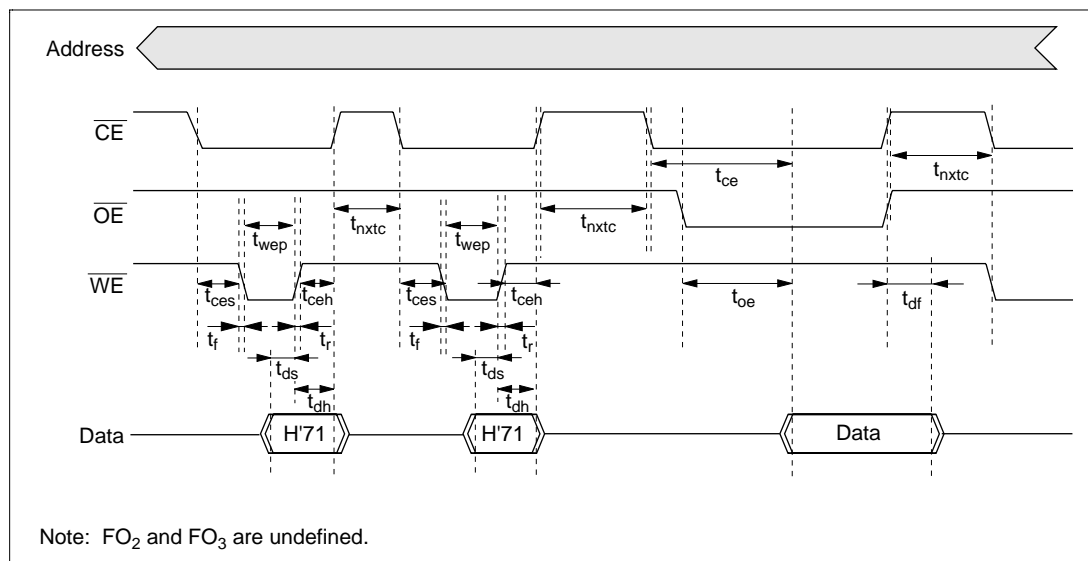 Address
CE
t_ce t_nxtc
OE
t_wep t_nxtc t_wep t_nxtc
WE
t_ces t_ceh t_ces t_ceh t_oe t_df
t_f t_r t_f t_r
t_ds t_ds
t_dh t_dh
Data H'71 H'71 Data
Note: FO₂ and FO₃ are undefined.